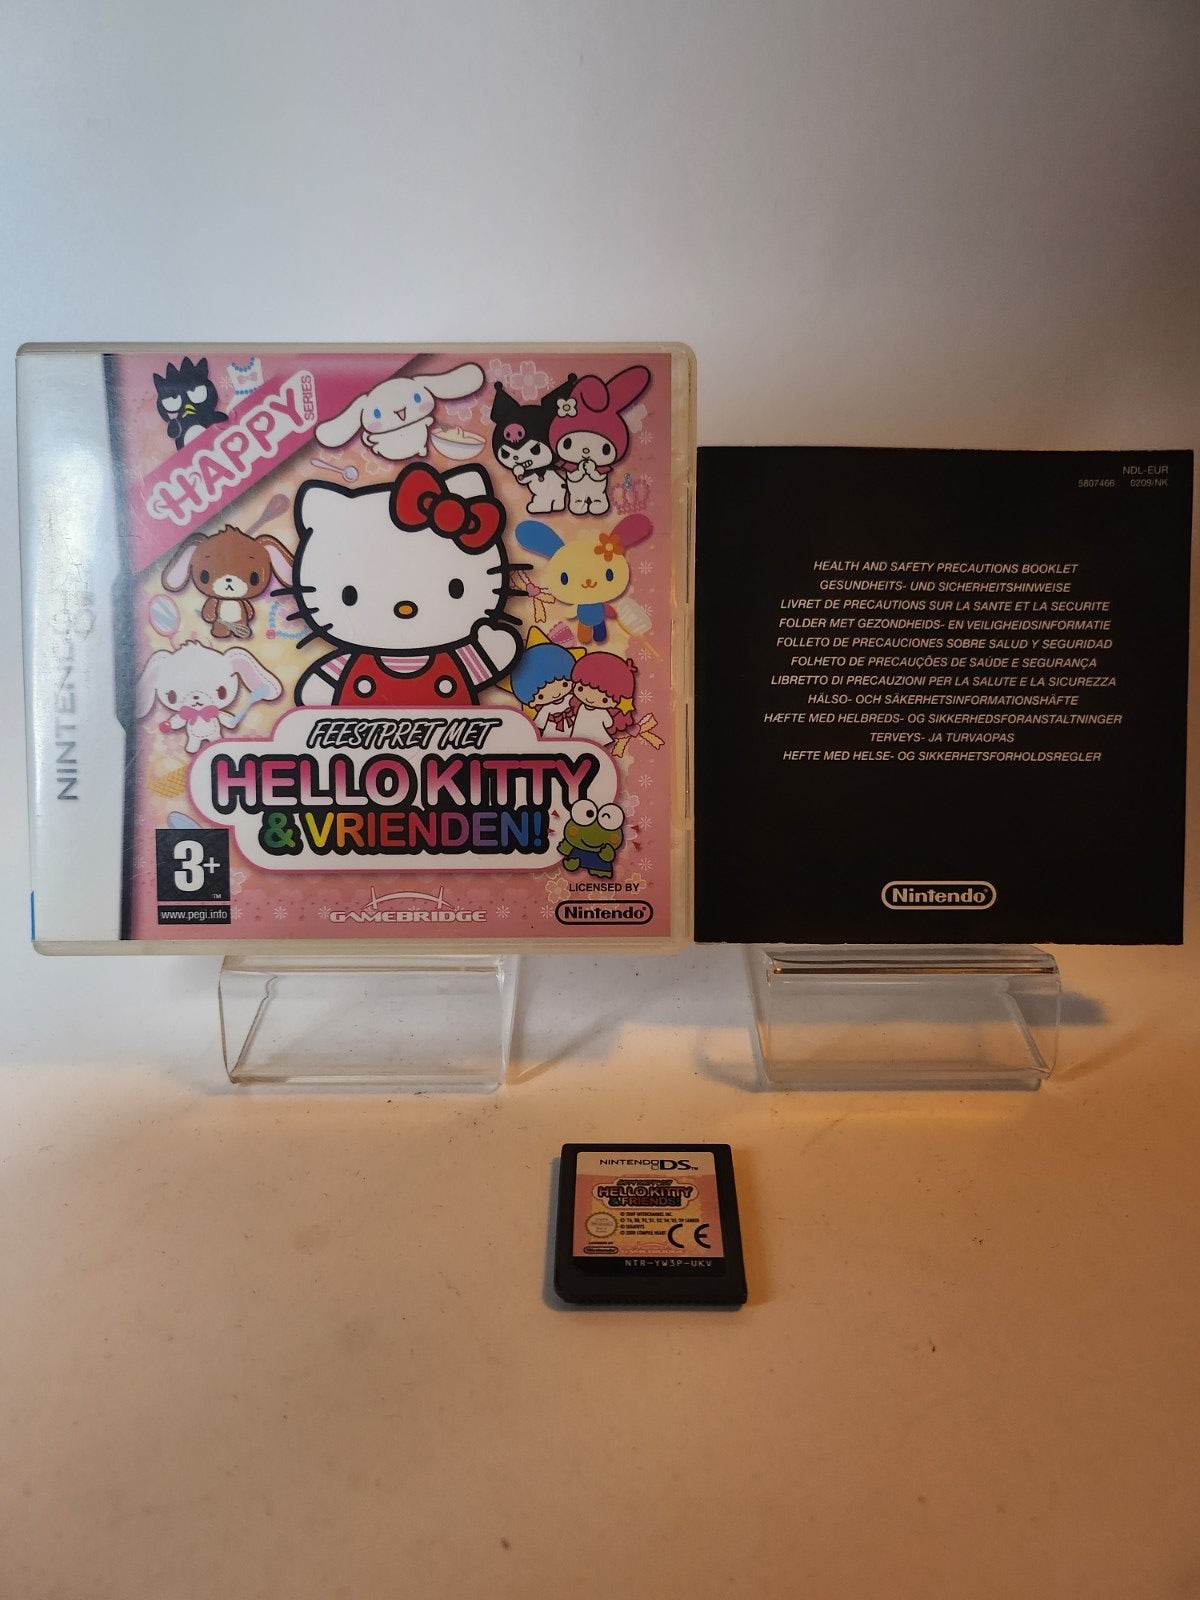 NINTENDO DS
HAPPY
SERIES
FEESTPRET MET
HELLO KITTY
& VRIENDEN!
3+
™
www.pegi.info
GAMEBRIDGE
LICENSED BY
Nintendo®
NDL-EUR
5807466 0209/NK
HEALTH AND SAFETY PRECAUTIONS BOOKLET
GESUNDHEITS- UND SICHERHEITSHINWEISE
LIVRET DE PRECAUTIONS SUR LA SANTE ET LA SECURITE
FOLDER MET GEZONDHEIDS- EN VEILIGHEIDSINFORMATIE
FOLLETO DE PRECAUCIONES SOBRE SALUD Y SEGURIDAD
FOLHETO DE PRECAUÇÕES DE SAÚDE E SEGURANÇA
LIBRETTO DI PRECAUZIONI PER LA SALUTE E LA SICUREZZA
HÄLSO- OCH SÄKERHETSINFORMATIONSHÄFTE
HÆFTE MED HELBREDS- OG SIKKERHEDSFORANSTALTNINGER
TERVEYS- JA TURVAOPAS
HEFTE MED HELSE- OG SIKKERHETSFORHOLDSREGLER
Nintendo®
NINTENDO DS™
HELLO KITTY
& FRIENDS!
CE
Nintendo
GAMEBRIDGE
NTR-YW3P-UKV